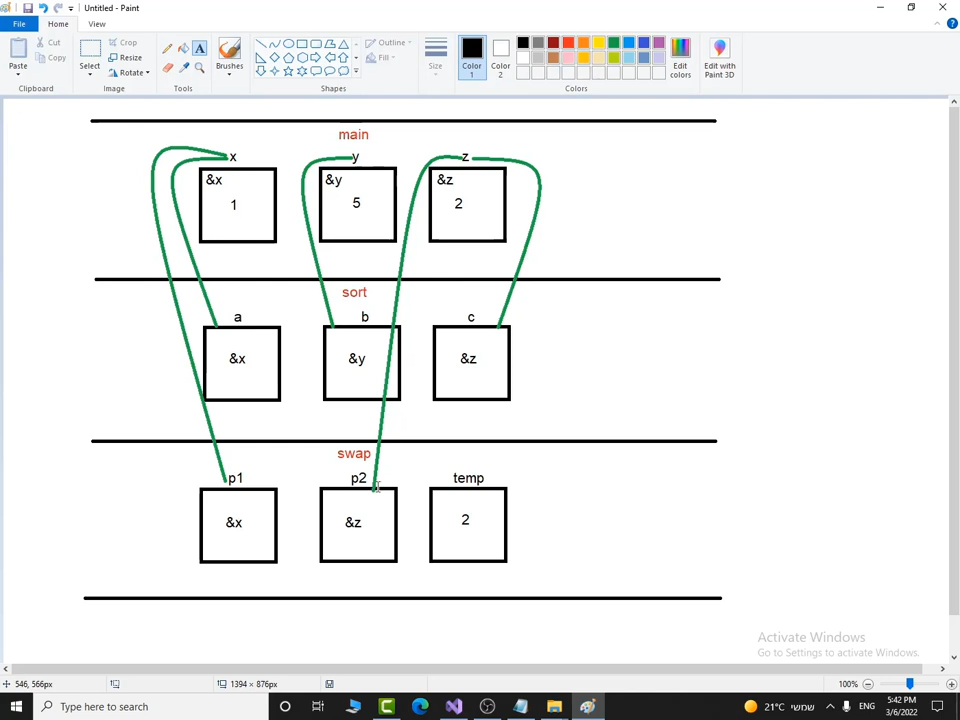 Untitled - Paint
File Home View
Paste
Cut
Copy
Clipboard
Select
Crop
Resize
Rotate
Image
A
Tools
Brushes
Shapes
Outline
Fill
Size
Color 1
Color 2
Edit colors
Colors
Edit with Paint 3D
main
x y z
&x &y &z
1 5 2
sort
a b c
&x &y &z
swap
p1 p2 temp
&x &z 2
Activate Windows
Go to Settings to activate Windows.
546, 566px
1394 × 876px
100%
Type here to search
21°C שמשי
ENG
5:42 PM
3/6/2022